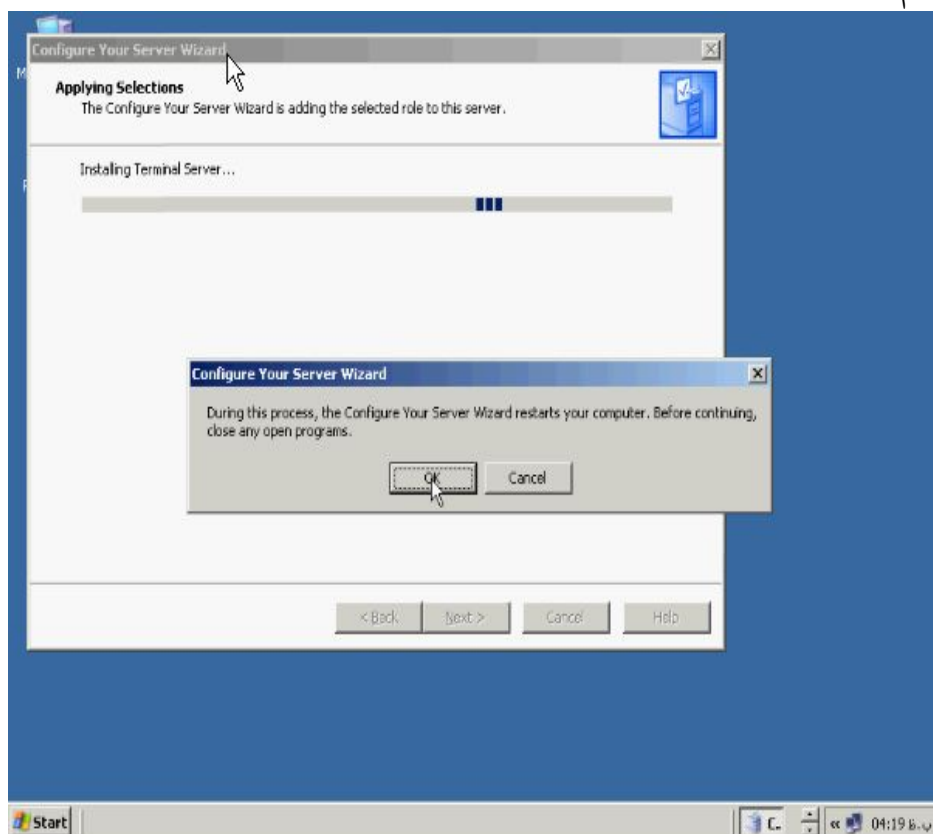 Configure Your Server Wizard
Applying Selections
The Configure Your Server Wizard is adding the selected role to this server.
Installing Terminal Server...
Configure Your Server Wizard
During this process, the Configure Your Server Wizard restarts your computer. Before continuing,
close any open programs.
OK Cancel
< Back Next > Cancel Help
Start C.. « 04:19 ب.ظ